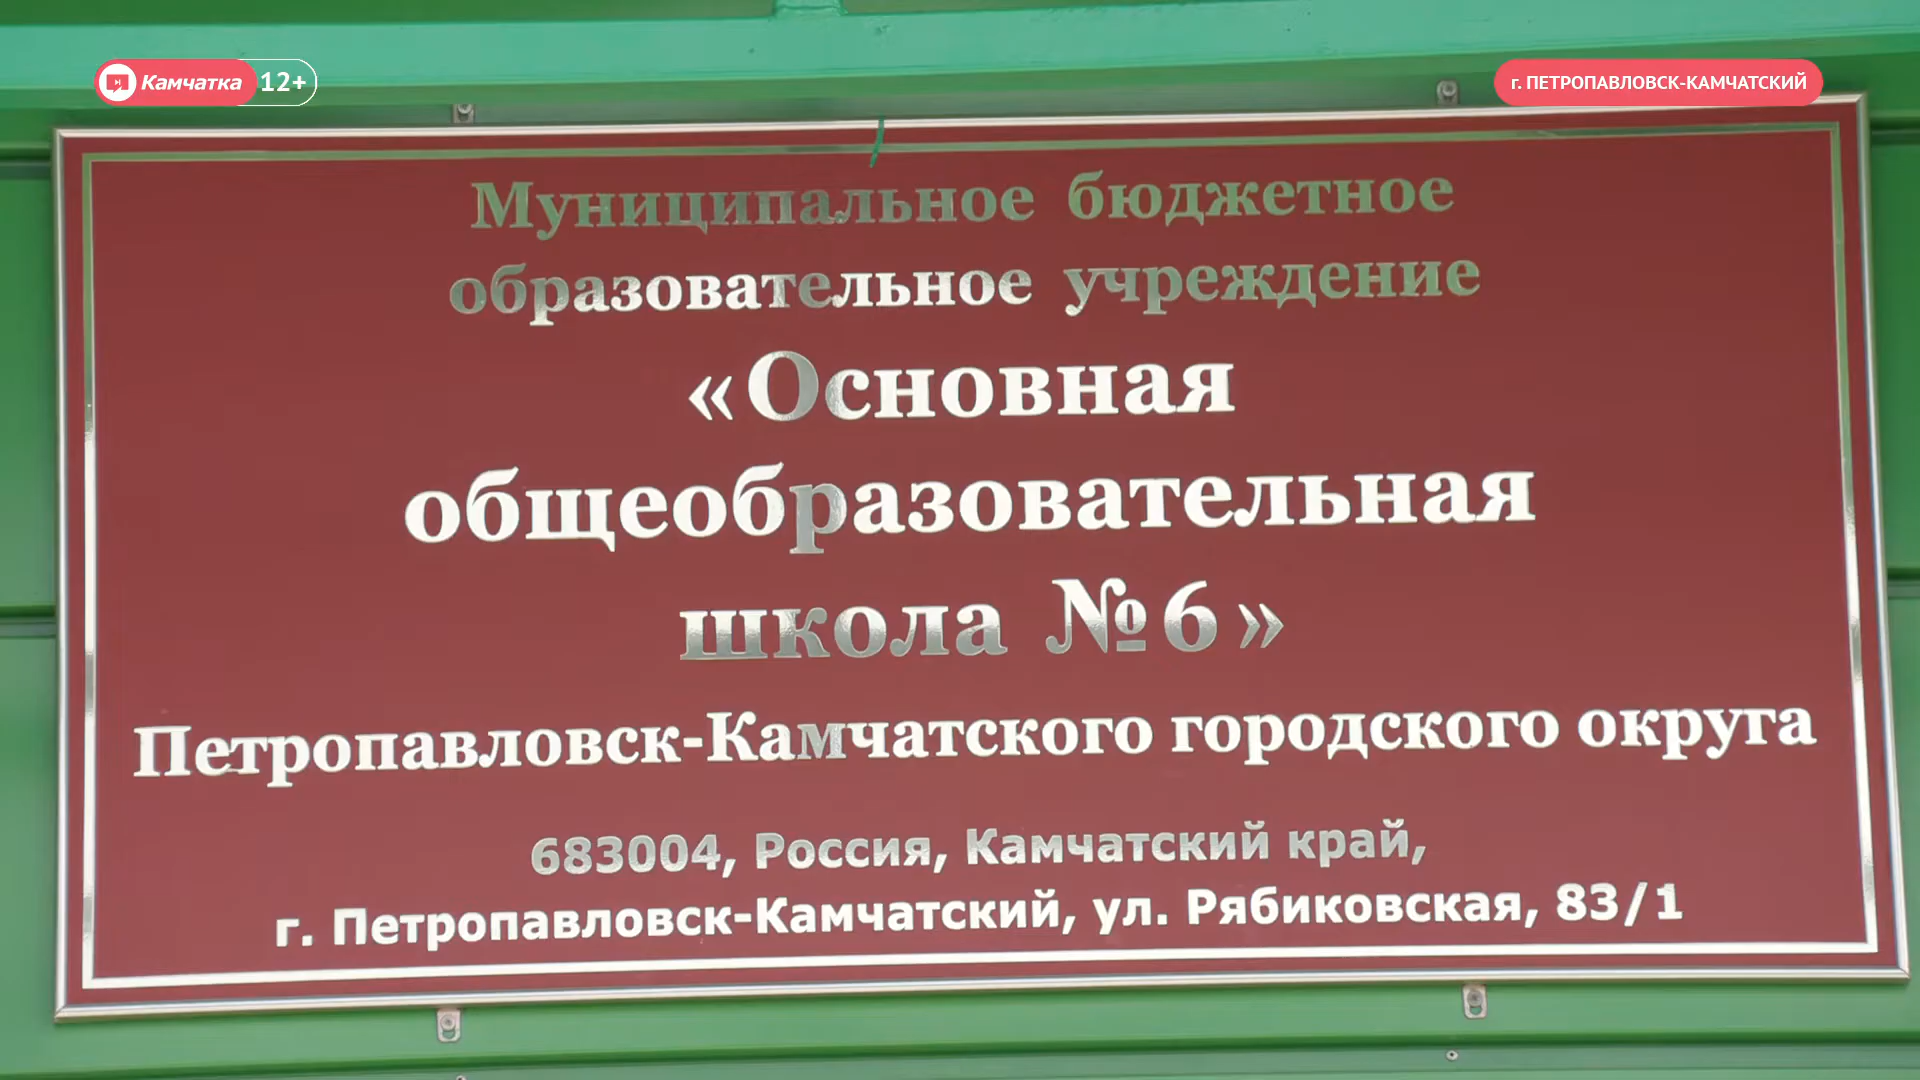 Камчатка 12+
г. ПЕТРОПАВЛОВСК-КАМЧАТСКИЙ
Муниципальное бюджетное
образовательное учреждение
«Основная
общеобразовательная
школа №6»
Петропавловск-Камчатского городского округа
683004, Россия, Камчатский край,
г. Петропавловск-Камчатский, ул. Рябиковская, 83/1